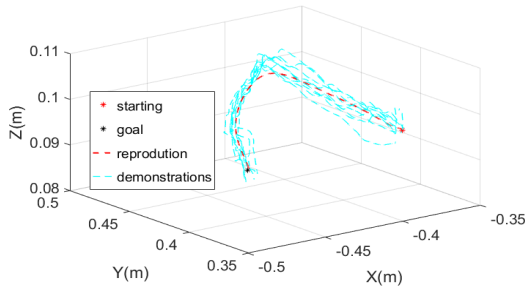 0.11
0.1
0.09
0.08
Z(m)
starting
goal
reprodution
demonstrations
0.5
0.45
0.4
0.35
Y(m)
-0.5
-0.45
-0.4
-0.35
X(m)